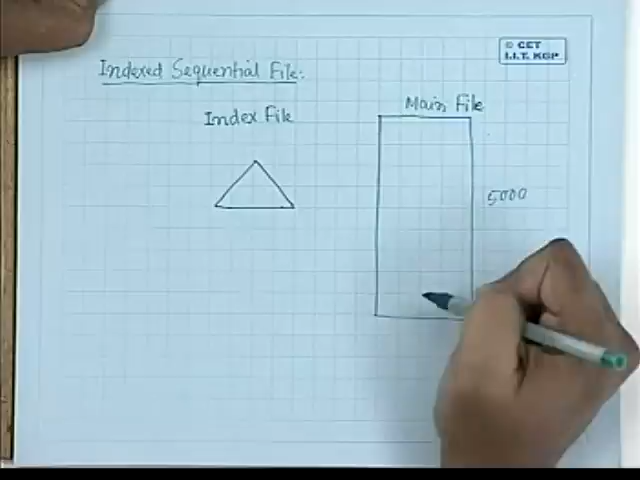 © CET
I.I.T. KGP
Indexed Sequential File:
Index File
Main File
5000